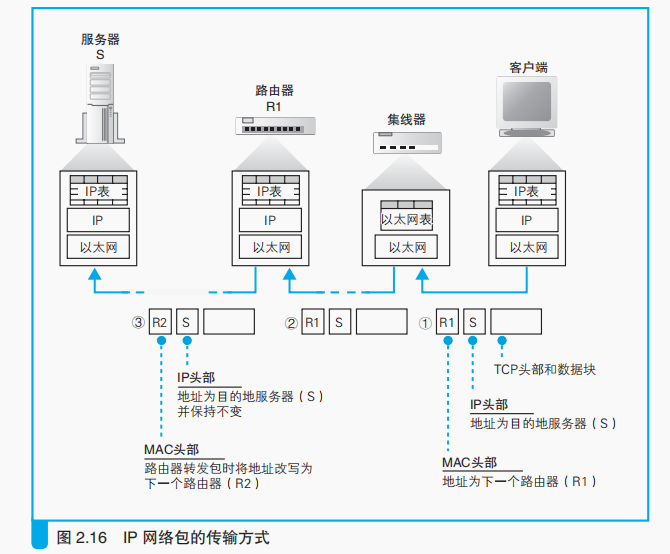 服务器
S
路由器
R1
集线器
客户端
IP表
IP
以太网
IP表
IP
以太网
以太网表
以太网
IP表
IP
以太网
③ R2 S
② R1 S
① R1 S
TCP头部和数据块
IP头部
地址为目的地服务器（S）
并保持不变
IP头部
地址为目的地服务器（S）
MAC头部
路由器转发包时将地址改写为
下一个路由器（R2）
MAC头部
地址为下一个路由器（R1）
图 2.16 IP 网络包的传输方式